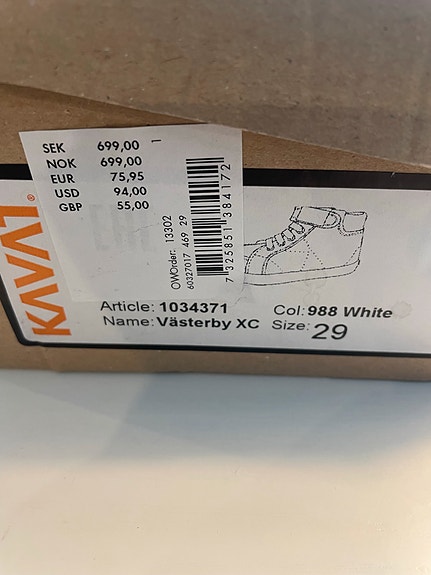 SEK 699,00 1
NOK 699,00
EUR 75,95
USD 94,00
GBP 55,00
OWOrder: 13302
60327017 469 29
7 325851 384172
KAVAT®
Article: 1034371
Name: Västerby XC
Col: 988 White
Size: 29